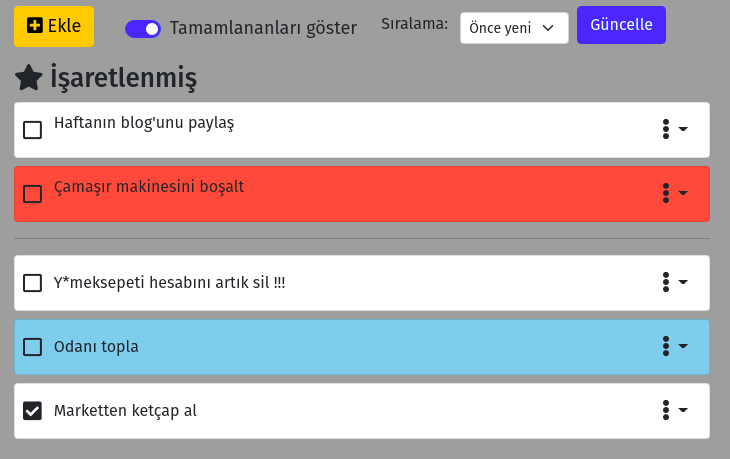 Ekle
Tamamlananları göster
Sıralama:
Önce yeni
Güncelle
İşaretlenmiş
Haftanın blog'unu paylaş
Çamaşır makinesini boşalt
Y*meksepeti hesabını artık sil !!!
Odanı topla
Marketten ketçap al